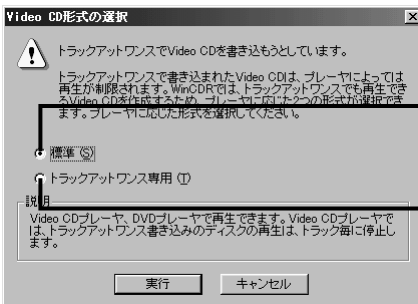 Video CD形式の選択
トラックアットワンスでVideo CDを書き込もうとしています。
トラックアットワンスで書き込まれたVideo CDは、プレーヤによっては
再生が制限されます。WinCDRでは、トラックアットワンスでも再生でき
るVideo CDを作成するため、プレーヤに応じた2つの形式が選択でき
ます。プレーヤに応じた形式を選択してください。
標準(S)
トラックアットワンス専用(T)
説明
Video CDプレーヤ、DVDプレーヤで再生できます。Video CDプレーヤで
は、トラックアットワンス書き込みのディスクの再生は、トラック毎に停止し
ます。
実行
キャンセル